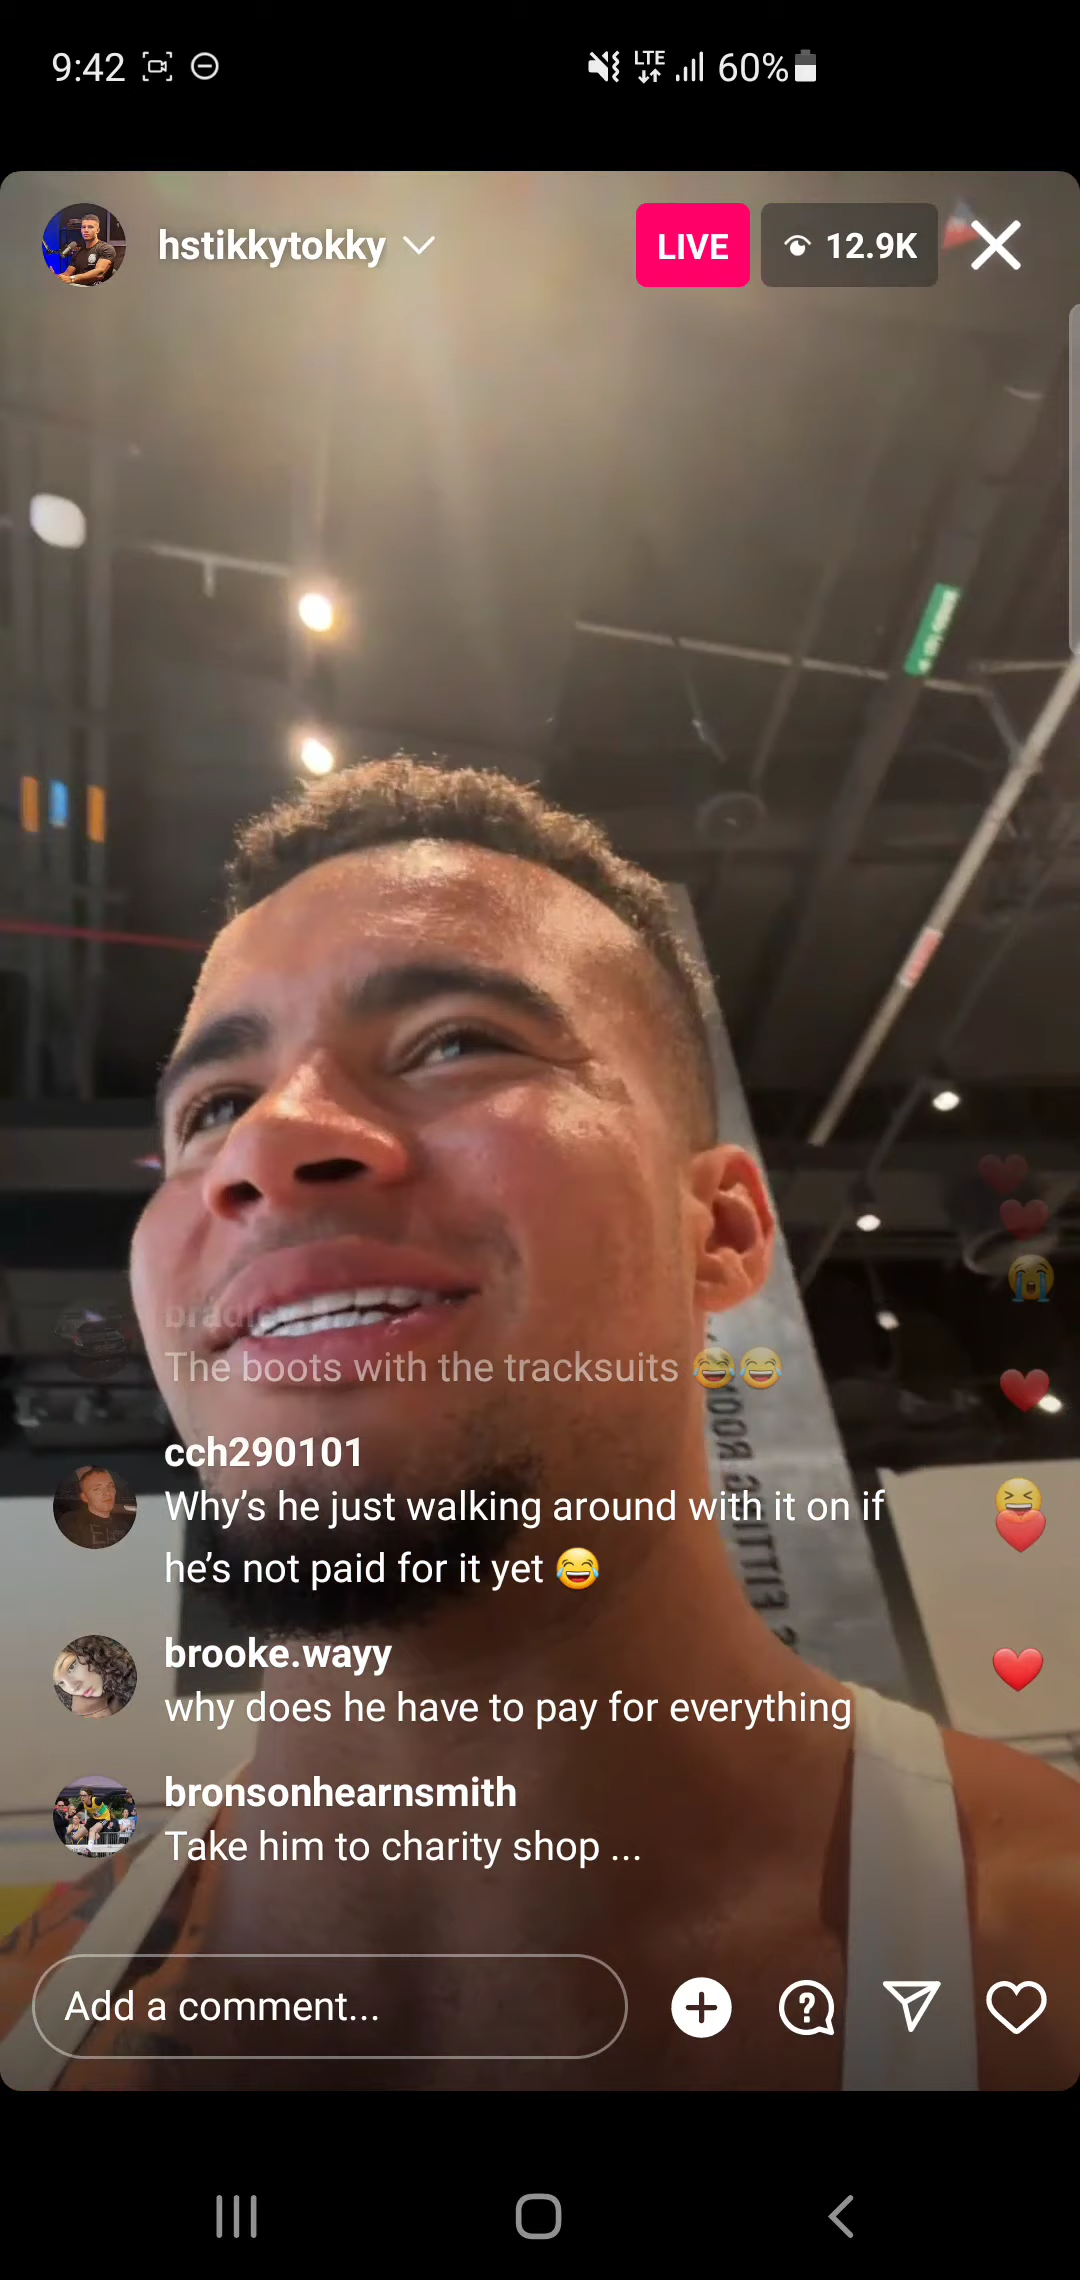 9:42
LTE
60%
hstikkytokky
LIVE
12.9K
The boots with the tracksuits 😂😂
cch290101
Why’s he just walking around with it on if
he’s not paid for it yet 😂
brooke.wayy
why does he have to pay for everything
bronsonhearnsmith
Take him to charity shop ...
Add a comment...